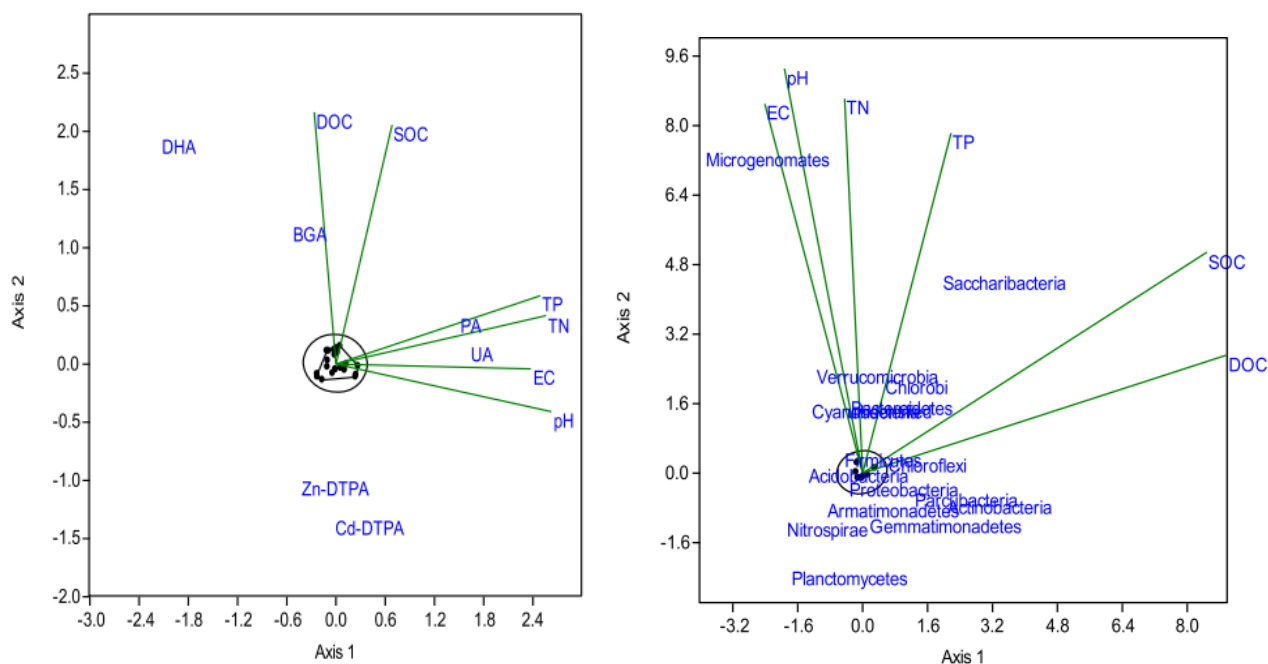 2.5
2.0
1.5
1.0
0.5
0.0
-0.5
-1.0
-1.5
-2.0
Axis 2
DOC
SOC
DHA
BGA
TP
PA
TN
UA
EC
pH
Zn-DTPA
Cd-DTPA
-3.0 -2.4 -1.8 -1.2 -0.6 0.0 0.6 1.2 1.8 2.4
Axis 1
9.6
8.0
6.4
4.8
3.2
1.6
0.0
-1.6
Axis 2
pH
EC
TN
TP
Microgenomates
SOC
Saccharibacteria
DOC
Verrucomicrobia
Chlorobi
Bacteroidetes
Firmicutes
Chloroflexi
Acidobacteria
Proteobacteria
Parcubacteria
Actinobacteria
Armatimonadetes
Gemmatimonadetes
Nitrospirae
Planctomycetes
-3.2 -1.6 0.0 1.6 3.2 4.8 6.4 8.0
Axis 1